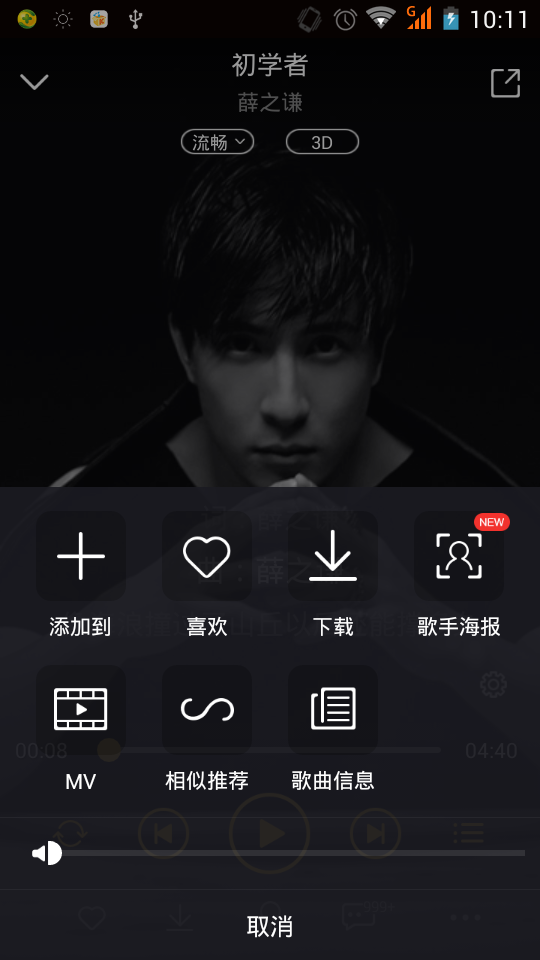 G 10:11
初学者
薛之谦
流畅 3D
NEW
添加到 喜欢 下载 歌手海报
00:08 04:40
MV 相似推荐 歌曲信息
取消